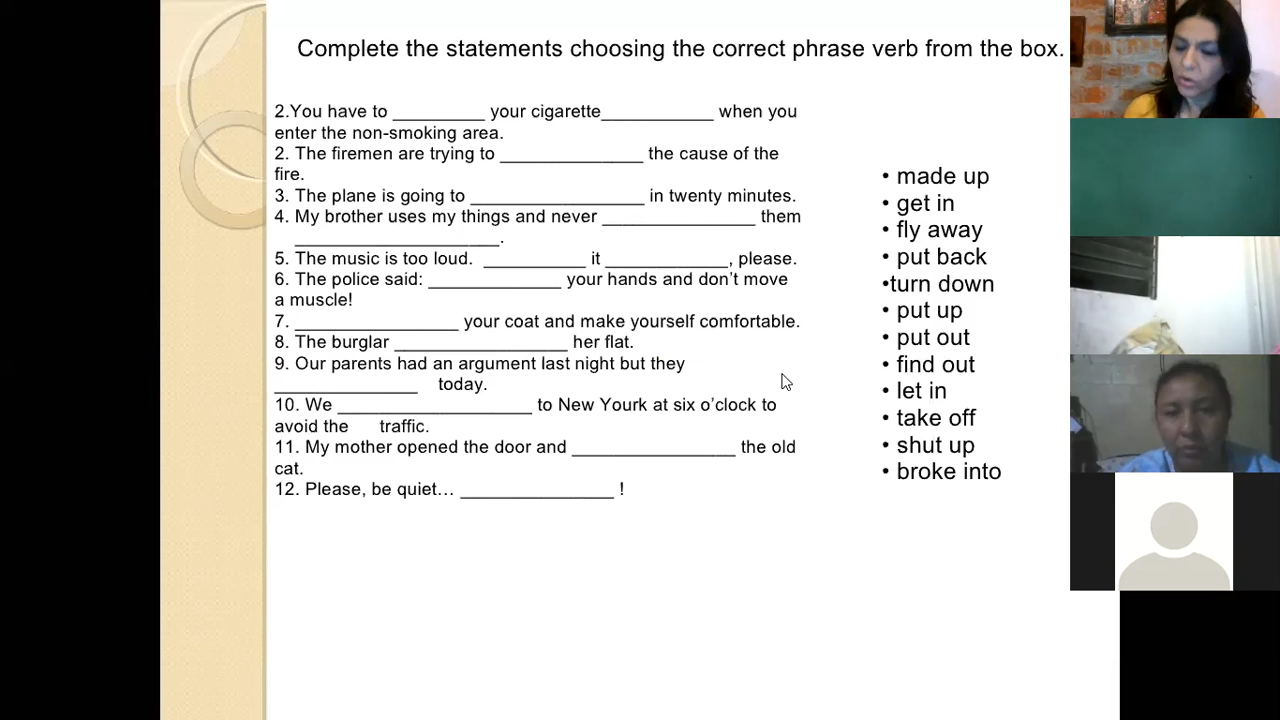 Complete the statements choosing the correct phrase verb from the box.
2.You have to _________ your cigarette___________ when you
enter the non-smoking area.
2. The firemen are trying to ______________ the cause of the
fire.
3. The plane is going to _________________ in twenty minutes.
4. My brother uses my things and never _______________ them
____________________.
5. The music is too loud. __________ it ____________, please.
6. The police said: _____________ your hands and don’t move
a muscle!
7. ________________ your coat and make yourself comfortable.
8. The burglar _________________ her flat.
9. Our parents had an argument last night but they
______________ today.
10. We ___________________ to New Yourk at six o’clock to
avoid the traffic.
11. My mother opened the door and ________________ the old
cat.
12. Please, be quiet… _______________ !
• made up
• get in
• fly away
• put back
•turn down
• put up
• put out
• find out
• let in
• take off
• shut up
• broke into